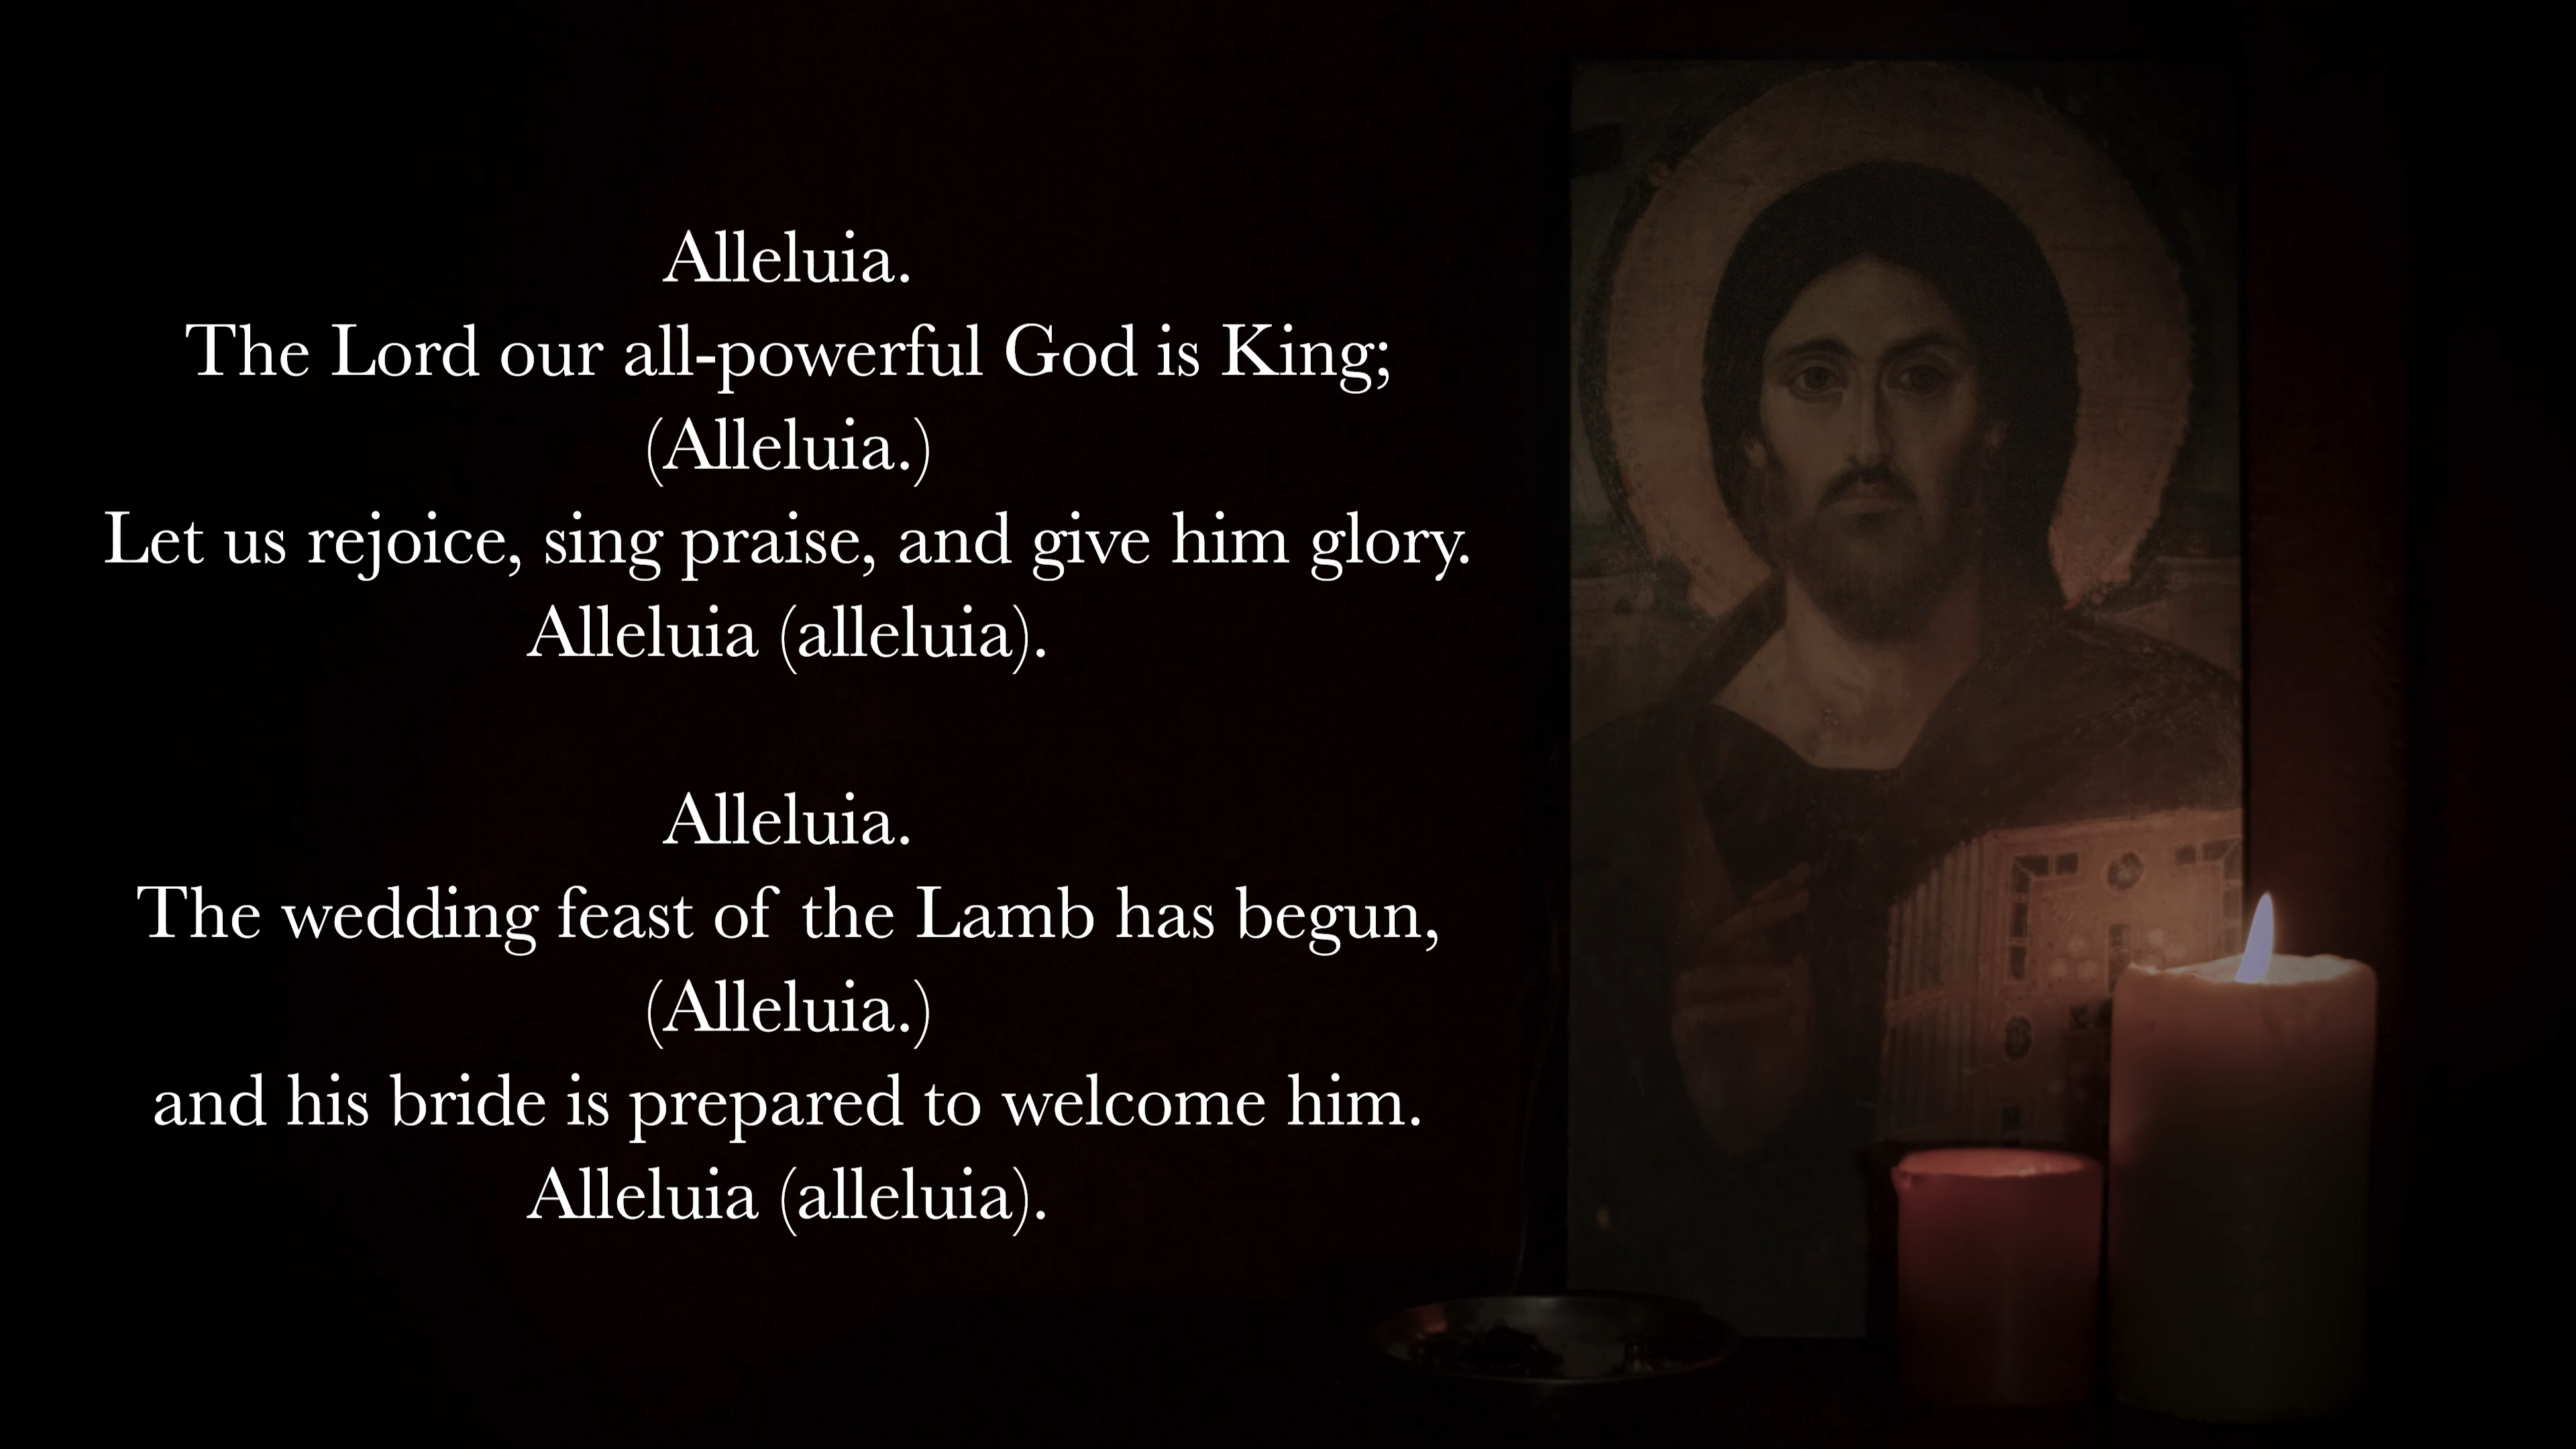 Alleluia.
The Lord our all-powerful God is King;
(Alleluia.)
Let us rejoice, sing praise, and give him glory.
Alleluia (alleluia).
Alleluia.
The wedding feast of the Lamb has begun,
(Alleluia.)
and his bride is prepared to welcome him.
Alleluia (alleluia).